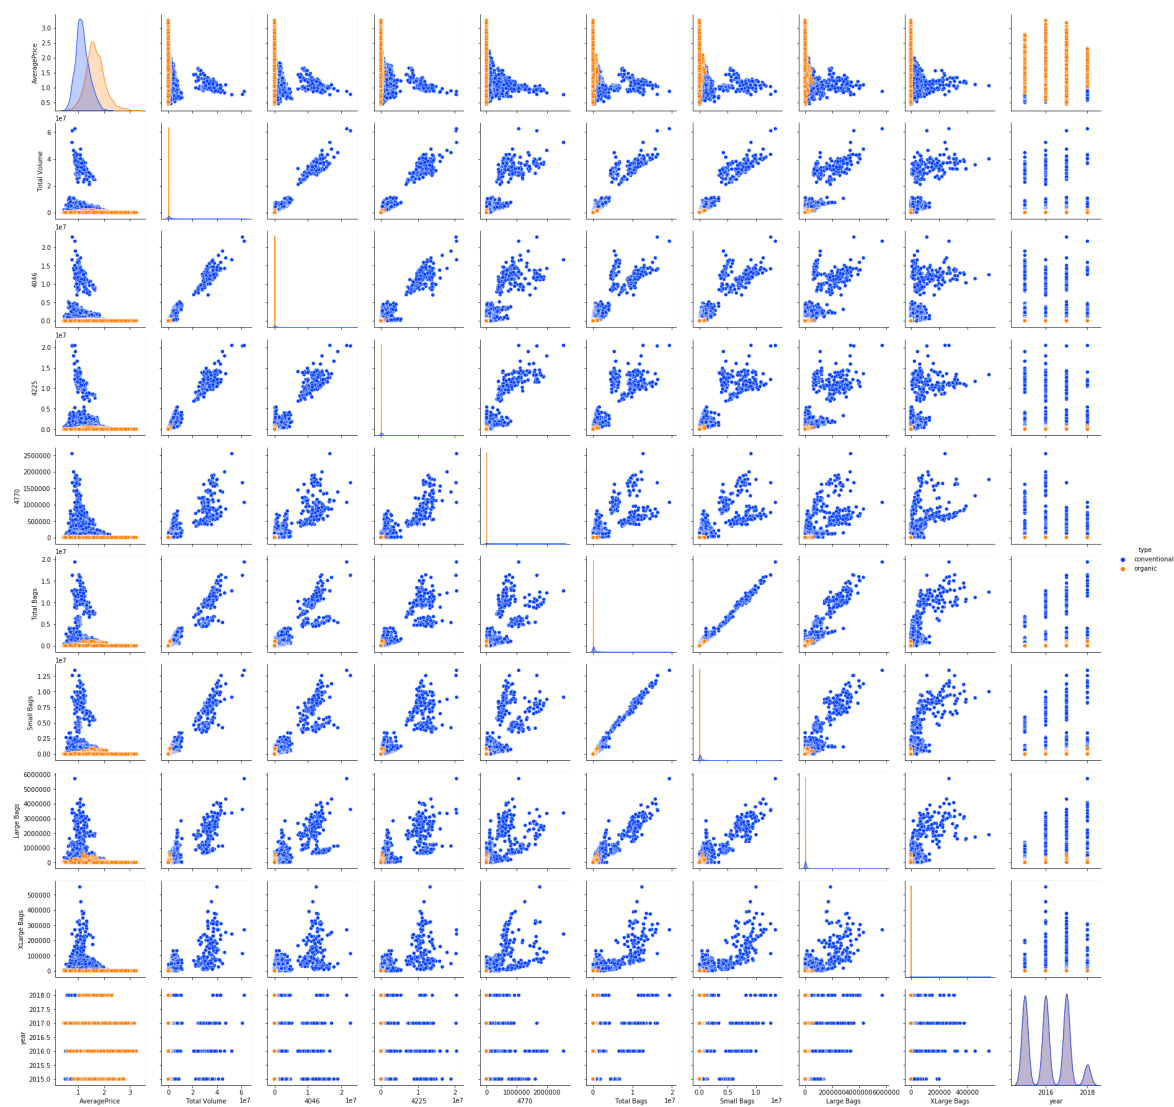 3.0
2.5
2.0
1.5
1.0
0.5
AveragePrice
1e7
6
4
2
0
Total Volume
1e7
2.0
1.5
1.0
0.5
0.0
4046
1e7
2.0
1.5
1.0
0.5
0.0
4225
2500000
2000000
1500000
1000000
500000
0
4770
1e7
2.0
1.5
1.0
0.5
0.0
Total Bags
type
conventional
organic
1e7
1.25
1.00
0.75
0.50
0.25
0.00
Small Bags
6000000
5000000
4000000
3000000
2000000
1000000
0
Large Bags
500000
400000
300000
200000
100000
0
XLarge Bags
2018.0
2017.5
2017.0
2016.5
2016.0
2015.5
2015.0
year
1 2 3
AveragePrice
0 2 4 6
Total Volume 1e7
0 1 2
4046 1e7
0 1 2
4225 1e7
0 1000000 2000000
4770
0 1 2
Total Bags 1e7
0.0 0.5 1.0
Small Bags 1e7
0 2000000 4000000 6000000
Large Bags
0 200000 400000
XLarge Bags
2016 2018
year